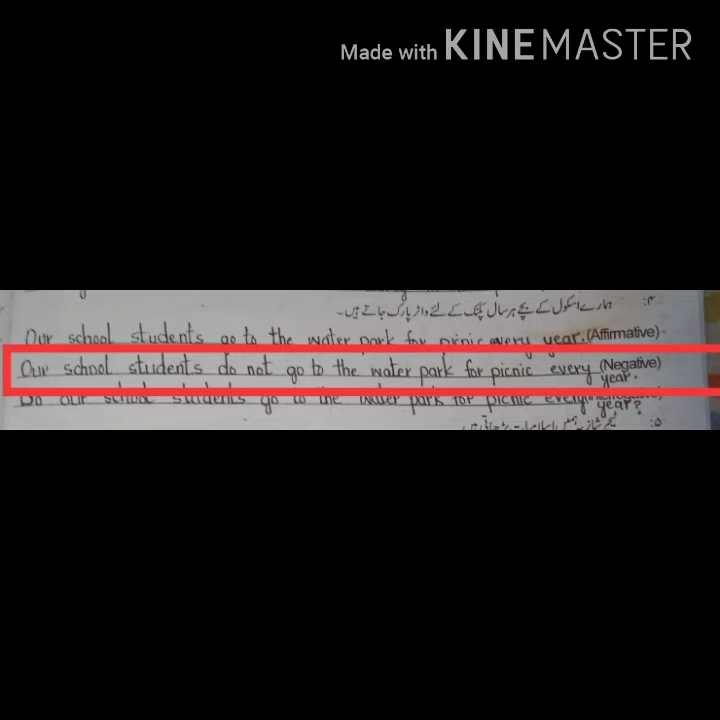 Made with KINEMASTER
۴: ہمارے اسکول کے بچے ہر سال پکنک کے لئے واٹر پارک جاتے ہیں۔
Our school students go to the water park for picnic every year. (Affirmative)
Our school students do not go to the water park for picnic every (Negative)
year.
Do our school students go to the water park for picnic every
year?
۵: